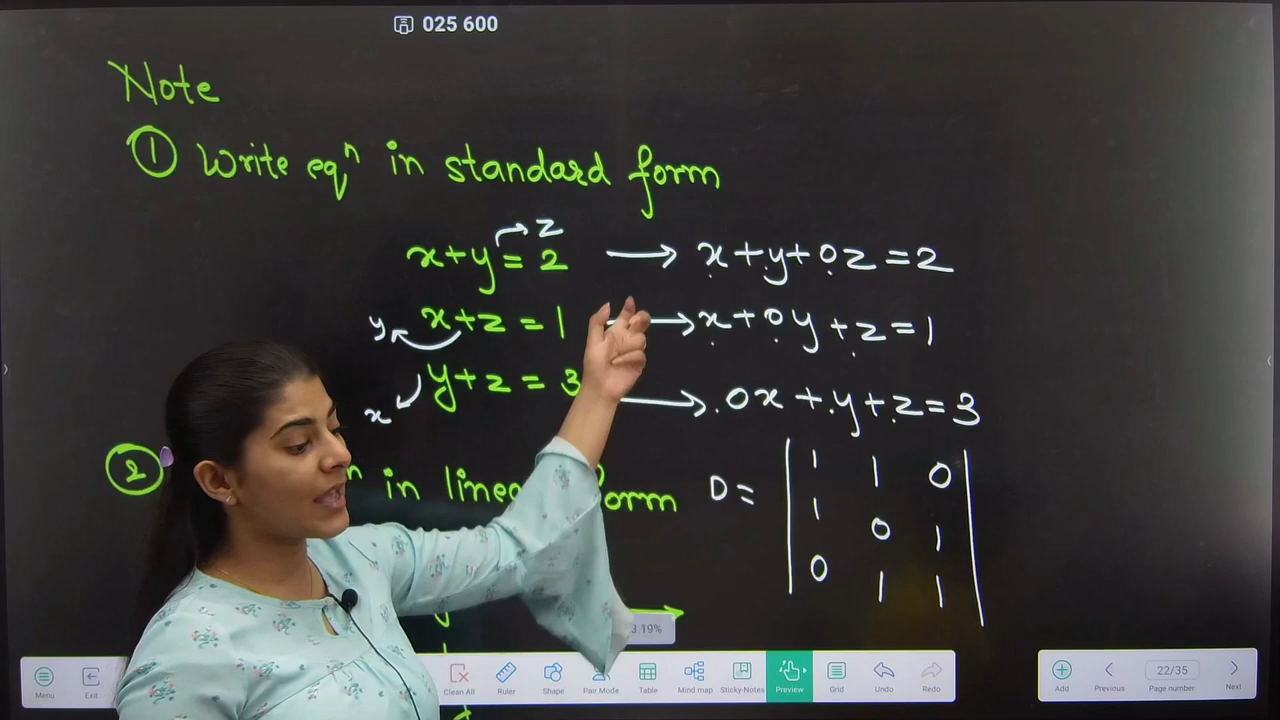 025 600
Note
① Write eqⁿ in standard form
z
x+y = 2 → x+y+0z=2
y x+z = 1 → x+0y+z=1
x y+z = 3 → 0x+y+z=3
② n in linea orm
D = | 1 1 0
1 0 1
0 1 1 |
3.19%
Menu Exit Clean All Ruler Shape Pair Mode Table Mind map Sticky-Notes Preview Grid Undo Redo Add Previous 22/35 Page number Next